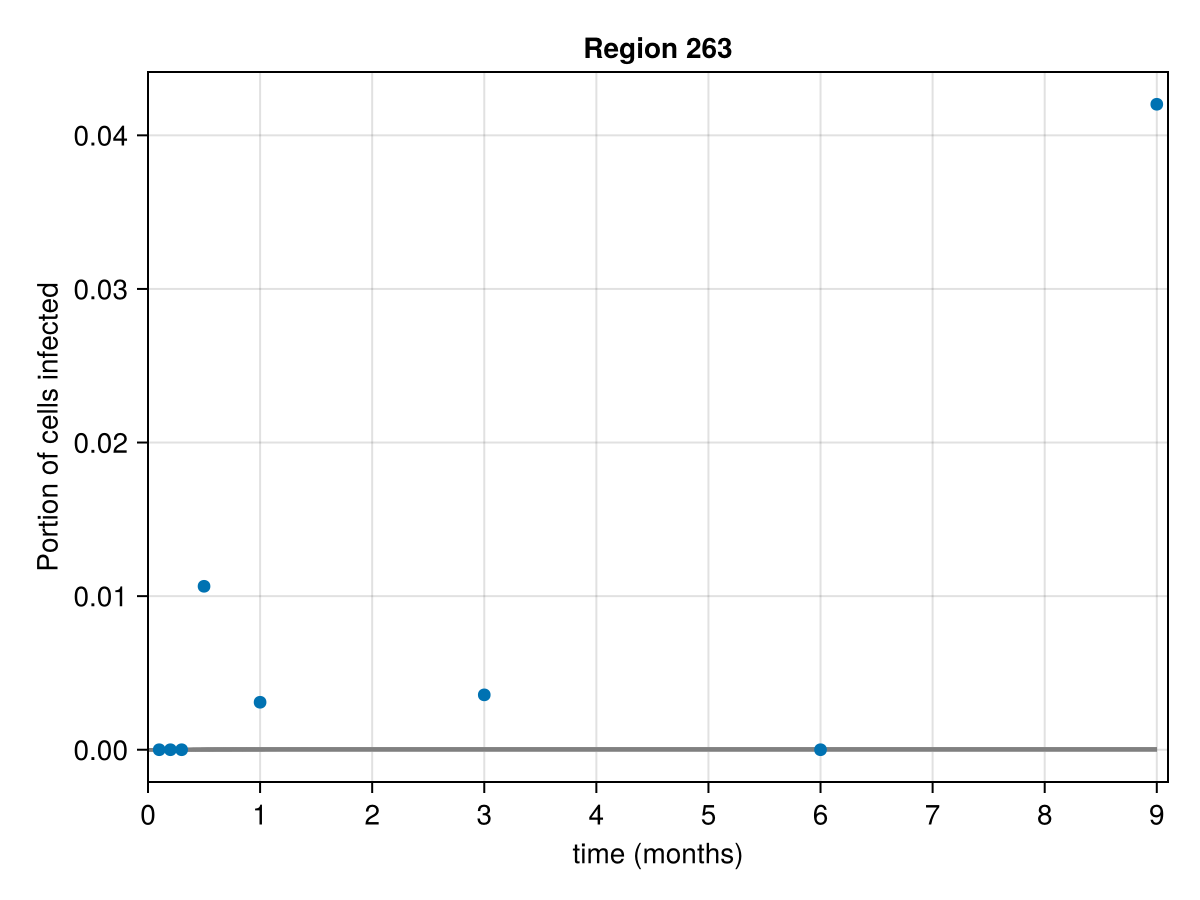 Region 263
Portion of cells infected
0.04
0.03
0.02
0.01
0.00
0 1 2 3 4 5 6 7 8 9
time (months)